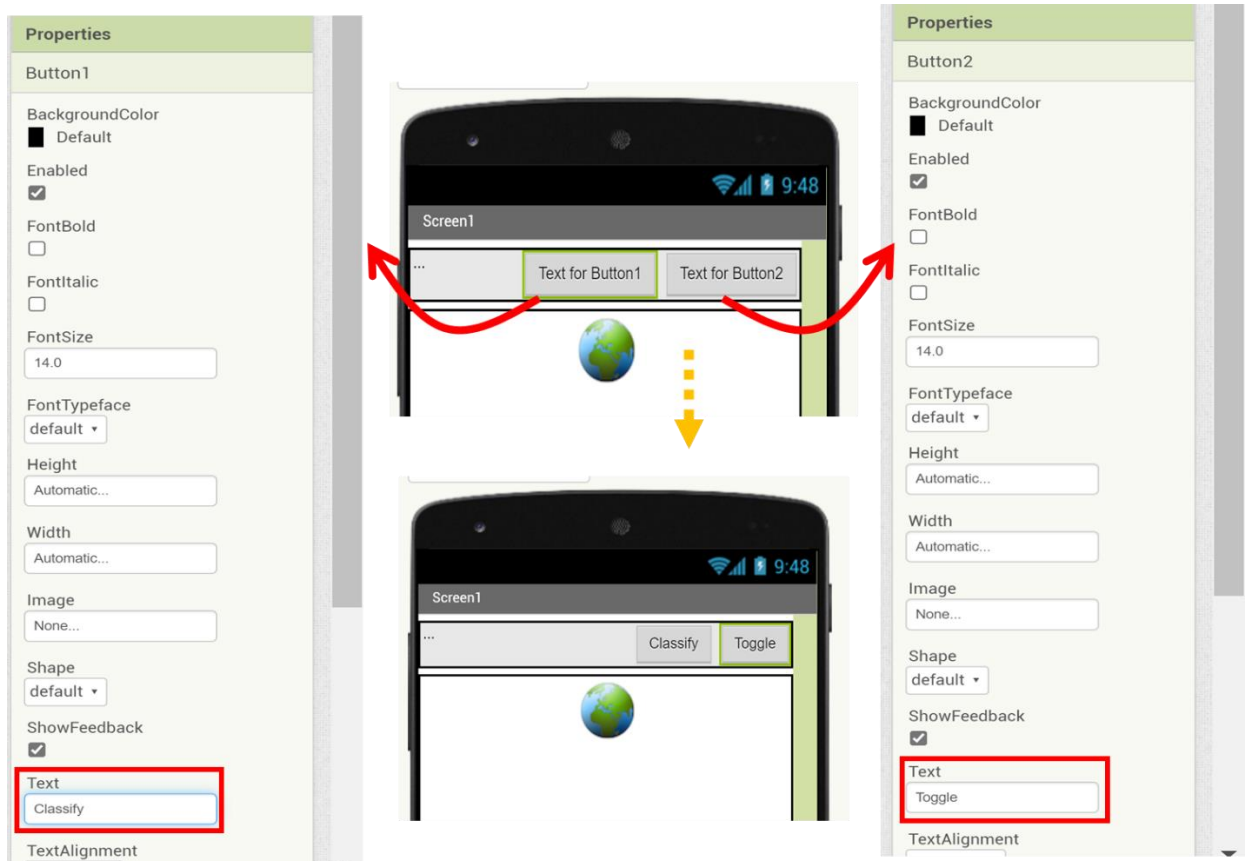 Properties
Button1
BackgroundColor
Default
Enabled
FontBold
FontItalic
FontSize
14.0
FontTypeface
default
Height
Automatic...
Width
Automatic...
Image
None...
Shape
default
ShowFeedback
Text
Classify
TextAlignment
9:48
Screen1
... Text for Button1 Text for Button2
9:48
Screen1
... Classify Toggle
Properties
Button2
BackgroundColor
Default
Enabled
FontBold
FontItalic
FontSize
14.0
FontTypeface
default
Height
Automatic...
Width
Automatic...
Image
None...
Shape
default
ShowFeedback
Text
Toggle
TextAlignment